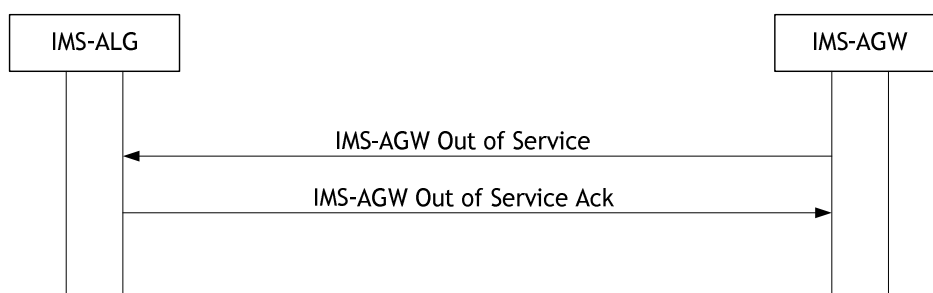 IMS-ALG
IMS-AGW
IMS-AGW Out of Service
IMS-AGW Out of Service Ack